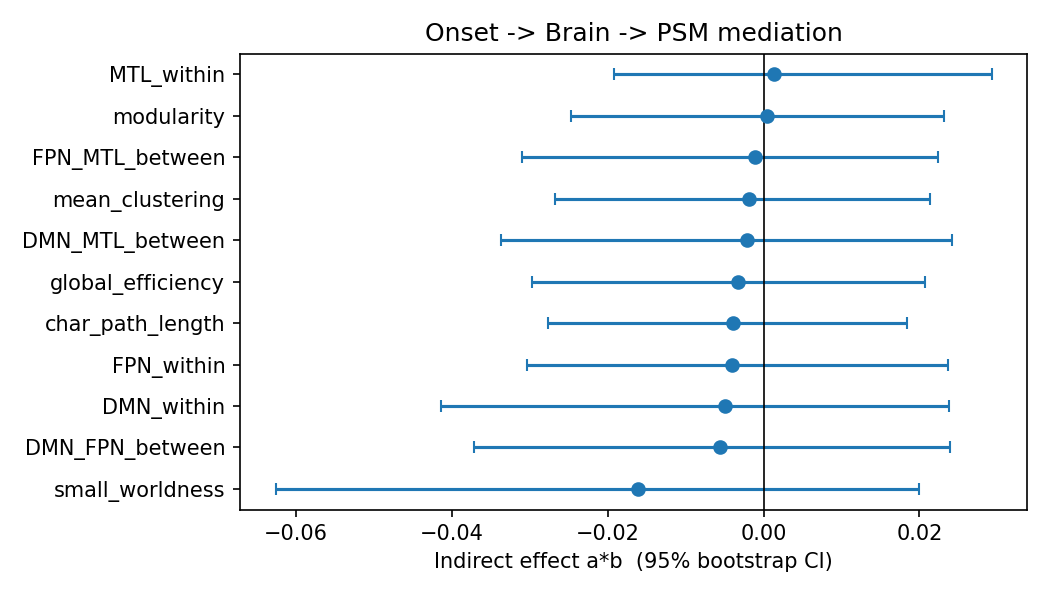 Onset -> Brain -> PSM mediation
MTL_within
modularity
FPN_MTL_between
mean_clustering
DMN_MTL_between
global_efficiency
char_path_length
FPN_within
DMN_within
DMN_FPN_between
small_worldness
−0.06 −0.04 −0.02 0.00 0.02
Indirect effect a*b  (95% bootstrap CI)